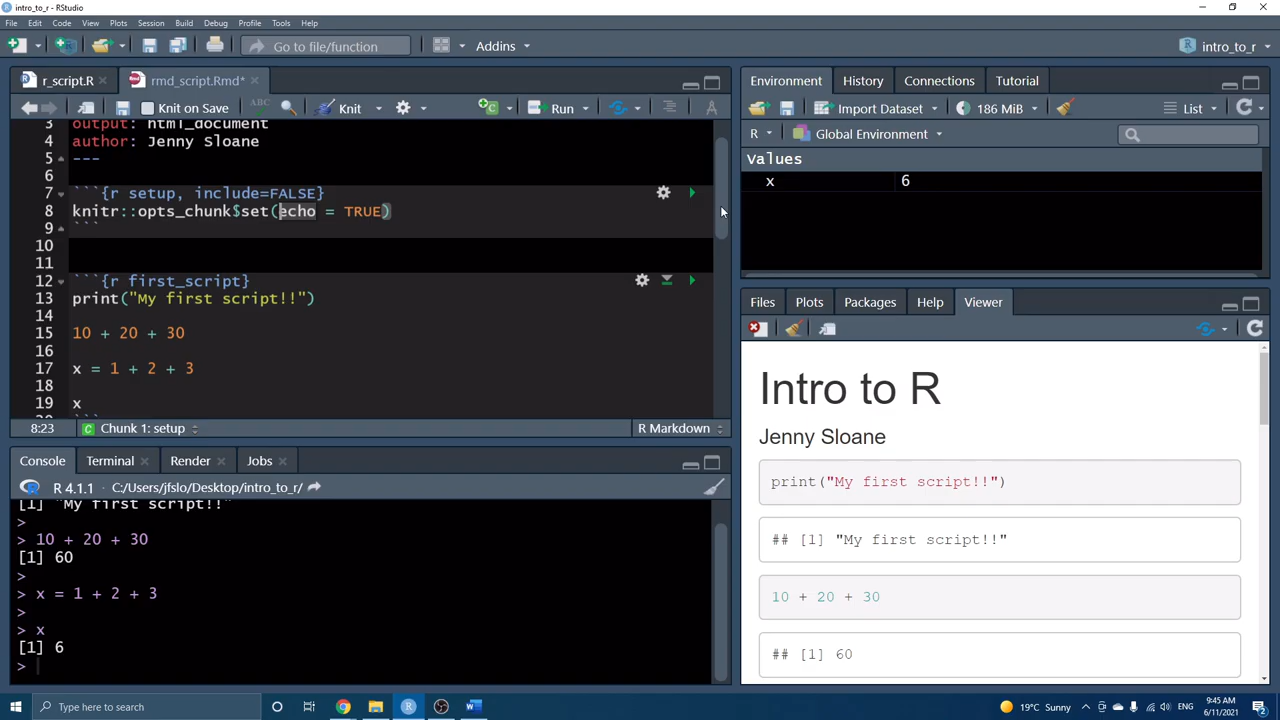 intro_to_r - RStudio
File Edit Code View Plots Session Build Debug Profile Tools Help
Go to file/function Addins intro_to_r
r_script.R rmd_script.Rmd*
Knit on Save ABC Knit Run
3 output: html_document
4 author: Jenny Sloane
5 ---
6
7 ```{r setup, include=FALSE}
8 knitr::opts_chunk$set(echo = TRUE)
9 ```
10
11
12 ```{r first_script}
13 print("My first script!!")
14
15 10 + 20 + 30
16
17 x = 1 + 2 + 3
18
19 x
20 ```
8:23 Chunk 1: setup R Markdown
Console Terminal Render Jobs
R 4.1.1 · C:/Users/jfslo/Desktop/intro_to_r/
[1] "My first script!!"
>
> 10 + 20 + 30
[1] 60
>
> x = 1 + 2 + 3
>
> x
[1] 6
>
Environment History Connections Tutorial
Import Dataset 186 MiB List
R Global Environment
Values
x 6
Files Plots Packages Help Viewer
Intro to R
Jenny Sloane
print("My first script!!")
## [1] "My first script!!"
10 + 20 + 30
## [1] 60
Type here to search
19°C Sunny ENG 9:45 AM 6/11/2021 2